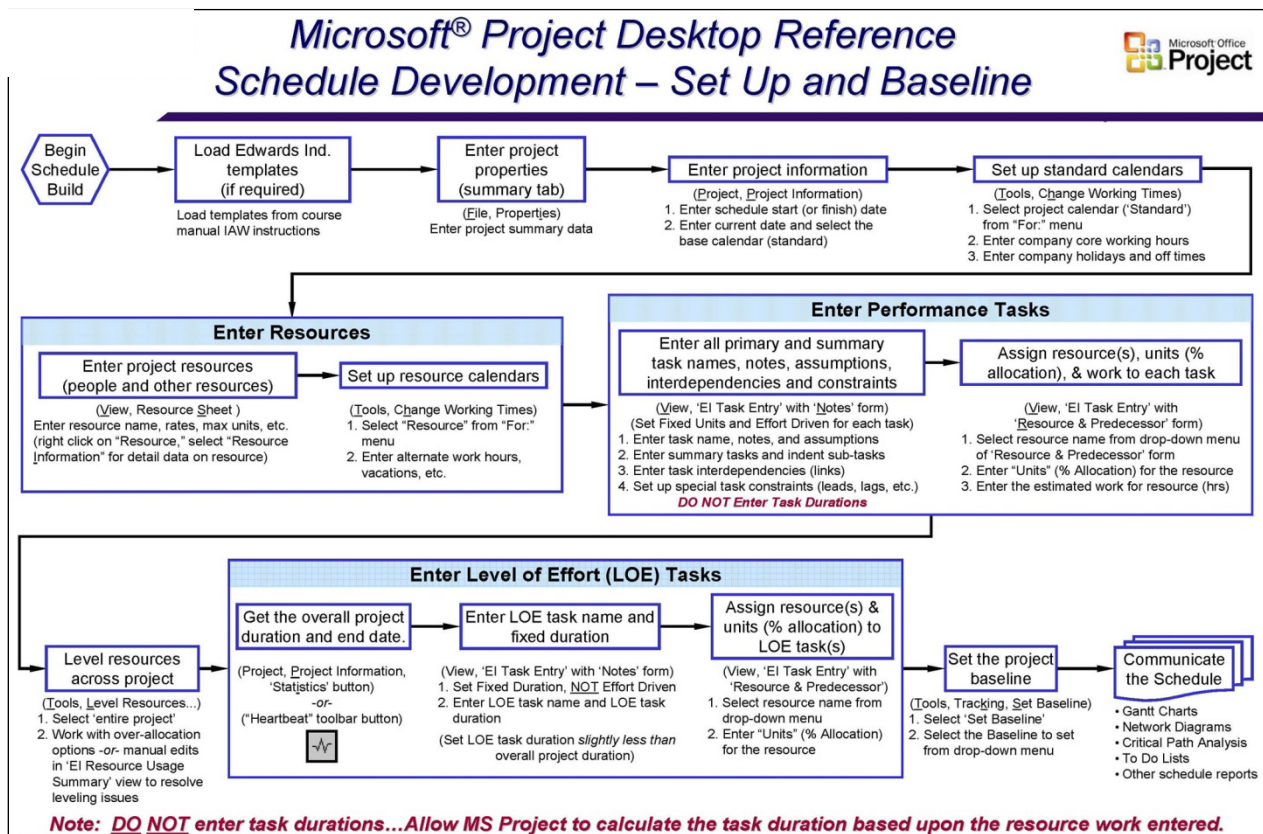 Microsoft® Project Desktop Reference
Schedule Development – Set Up and Baseline
Microsoft Office
Project
Begin
Schedule
Build
Load Edwards Ind.
templates
(if required)
Load templates from course
manual IAW instructions
Enter project
properties
(summary tab)
(File, Properties)
Enter project summary data
Enter project information
(Project, Project Information)
1. Enter schedule start (or finish) date
2. Enter current date and select the
base calendar (standard)
Set up standard calendars
(Tools, Change Working Times)
1. Select project calendar (‘Standard’)
from “For:” menu
2. Enter company core working hours
3. Enter company holidays and off times
Enter Resources
Enter project resources
(people and other resources)
(View, Resource Sheet )
Enter resource name, rates, max units, etc.
(right click on “Resource,” select “Resource
Information” for detail data on resource)
Set up resource calendars
(Tools, Change Working Times)
1. Select “Resource” from “For:”
menu
2. Enter alternate work hours,
vacations, etc.
Enter Performance Tasks
Enter all primary and summary
task names, notes, assumptions,
interdependencies and constraints
(View, ‘EI Task Entry’ with ‘Notes’ form)
(Set Fixed Units and Effort Driven for each task)
1. Enter task name, notes, and assumptions
2. Enter summary tasks and indent sub-tasks
3. Enter task interdependencies (links)
4. Set up special task constraints (leads, lags, etc.)
DO NOT Enter Task Durations
Assign resource(s), units (%
allocation), & work to each task
(View, ‘EI Task Entry’ with
‘Resource & Predecessor’ form)
1. Select resource name from drop-down menu
of ‘Resource & Predecessor’ form
2. Enter “Units” (% Allocation) for the resource
3. Enter the estimated work for resource (hrs)
Level resources
across project
(Tools, Level Resources...)
1. Select ‘entire project’
2. Work with over-allocation
options -or- manual edits
in ‘EI Resource Usage
Summary’ view to resolve
leveling issues
Enter Level of Effort (LOE) Tasks
Get the overall project
duration and end date.
(Project, Project Information,
‘Statistics’ button)
-or-
(“Heartbeat” toolbar button)
Enter LOE task name and
fixed duration
(View, ‘EI Task Entry’ with ‘Notes’ form)
1. Set Fixed Duration, NOT Effort Driven
2. Enter LOE task name and LOE task
duration
(Set LOE task duration slightly less than
overall project duration)
Assign resource(s) &
units (% allocation) to
LOE task(s)
(View, ‘EI Task Entry’ with
‘Resource & Predecessor’)
1. Select resource name from
drop-down menu
2. Enter “Units” (% Allocation)
for the resource
Set the project
baseline
(Tools, Tracking, Set Baseline)
1. Select ‘Set Baseline’
2. Select the Baseline to set
from drop-down menu
Communicate
the Schedule
• Gantt Charts
• Network Diagrams
• Critical Path Analysis
• To Do Lists
• Other schedule reports
Note: DO NOT enter task durations…Allow MS Project to calculate the task duration based upon the resource work entered.